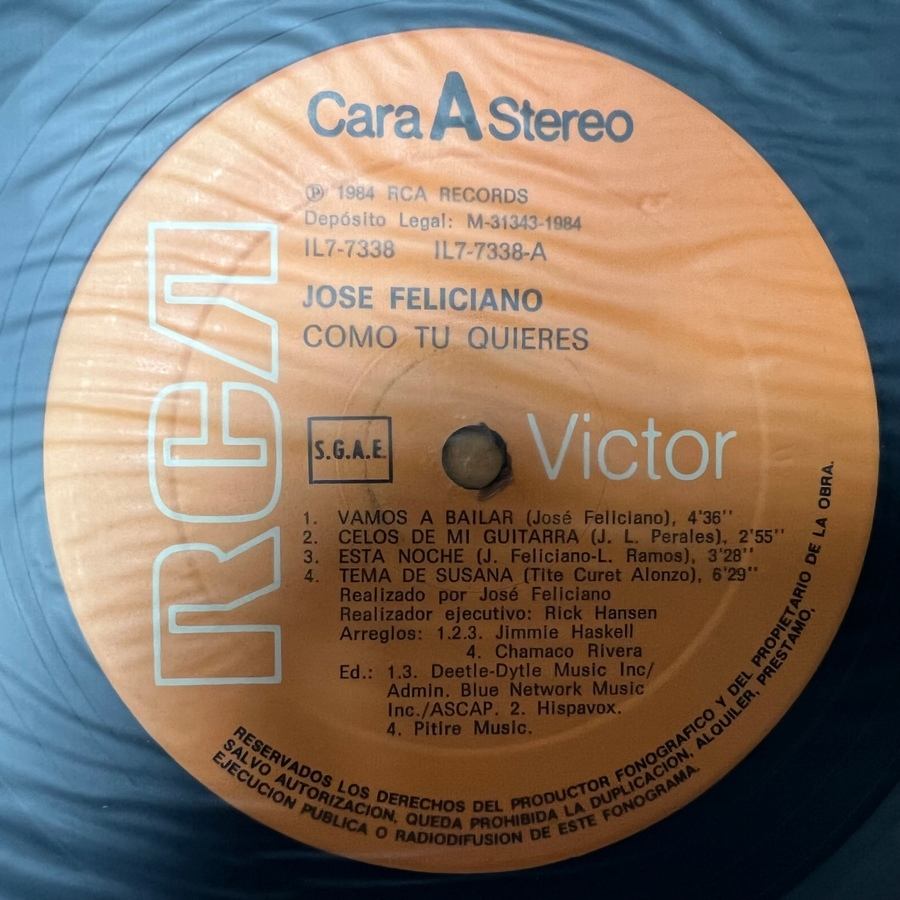 Cara A Stereo
Ⓟ 1984 RCA RECORDS
Depósito Legal: M-31343-1984
IL7-7338 IL7-7338-A
JOSE FELICIANO
COMO TU QUIERES
RCA
S.G.A.E.
Victor
1. VAMOS A BAILAR (José Feliciano), 4'36''
2. CELOS DE MI GUITARRA (J. L. Perales), 2'55''
3. ESTA NOCHE (J. Feliciano-L. Ramos), 3'28''
4. TEMA DE SUSANA (Tite Curet Alonzo), 6'29''
Realizado por José Feliciano
Realizador ejecutivo: Rick Hansen
Arreglos: 1.2.3. Jimmie Haskell
4. Chamaco Rivera
Ed.: 1.3. Deetle-Dytle Music Inc/
Admin. Blue Network Music
Inc./ASCAP. 2. Hispavox.
4. Pitire Music.
RESERVADOS LOS DERECHOS DEL PRODUCTOR FONOGRAFICO Y DEL PROPIETARIO DE LA OBRA.
SALVO AUTORIZACION, QUEDA PROHIBIDA LA DUPLICACION, ALQUILER, PRESTAMO,
EJECUCION PUBLICA O RADIODIFUSION DE ESTE FONOGRAMA.